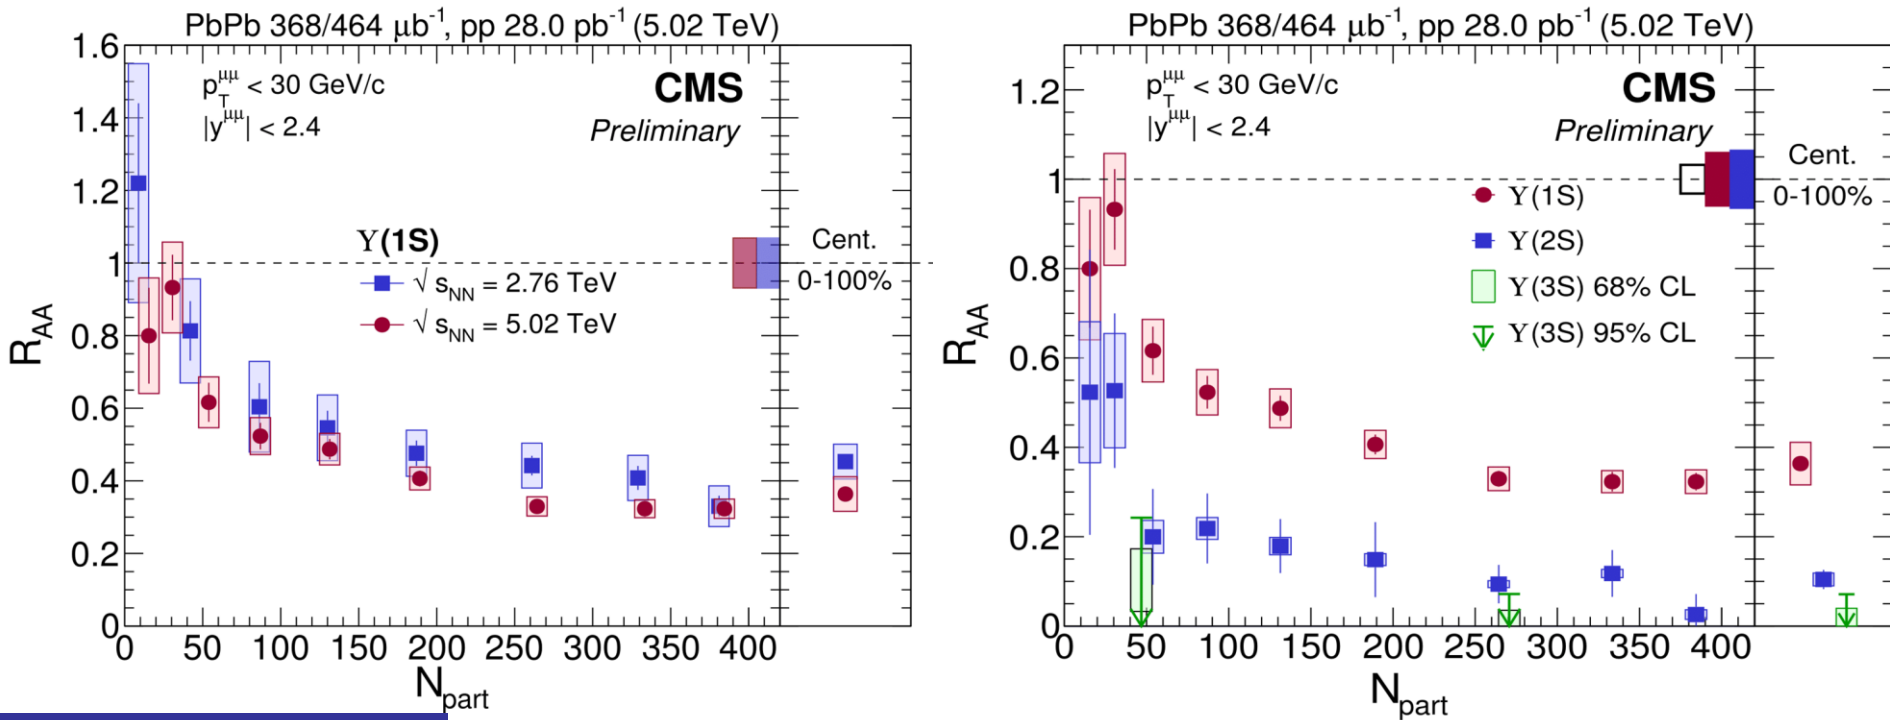 PbPb 368/464 μb⁻¹, pp 28.0 pb⁻¹ (5.02 TeV)
p_T^μμ < 30 GeV/c
|y^μμ| < 2.4
CMS
Preliminary
ϒ(1S)
√ s_NN = 2.76 TeV
√ s_NN = 5.02 TeV
Cent.
0-100%
R_AA
1.6
1.4
1.2
1
0.8
0.6
0.4
0.2
0
0 50 100 150 200 250 300 350 400
N_part
PbPb 368/464 μb⁻¹, pp 28.0 pb⁻¹ (5.02 TeV)
p_T^μμ < 30 GeV/c
|y^μμ| < 2.4
CMS
Preliminary
Cent.
0-100%
ϒ(1S)
ϒ(2S)
ϒ(3S) 68% CL
ϒ(3S) 95% CL
R_AA
1.2
1
0.8
0.6
0.4
0.2
0
0 50 100 150 200 250 300 350 400
N_part